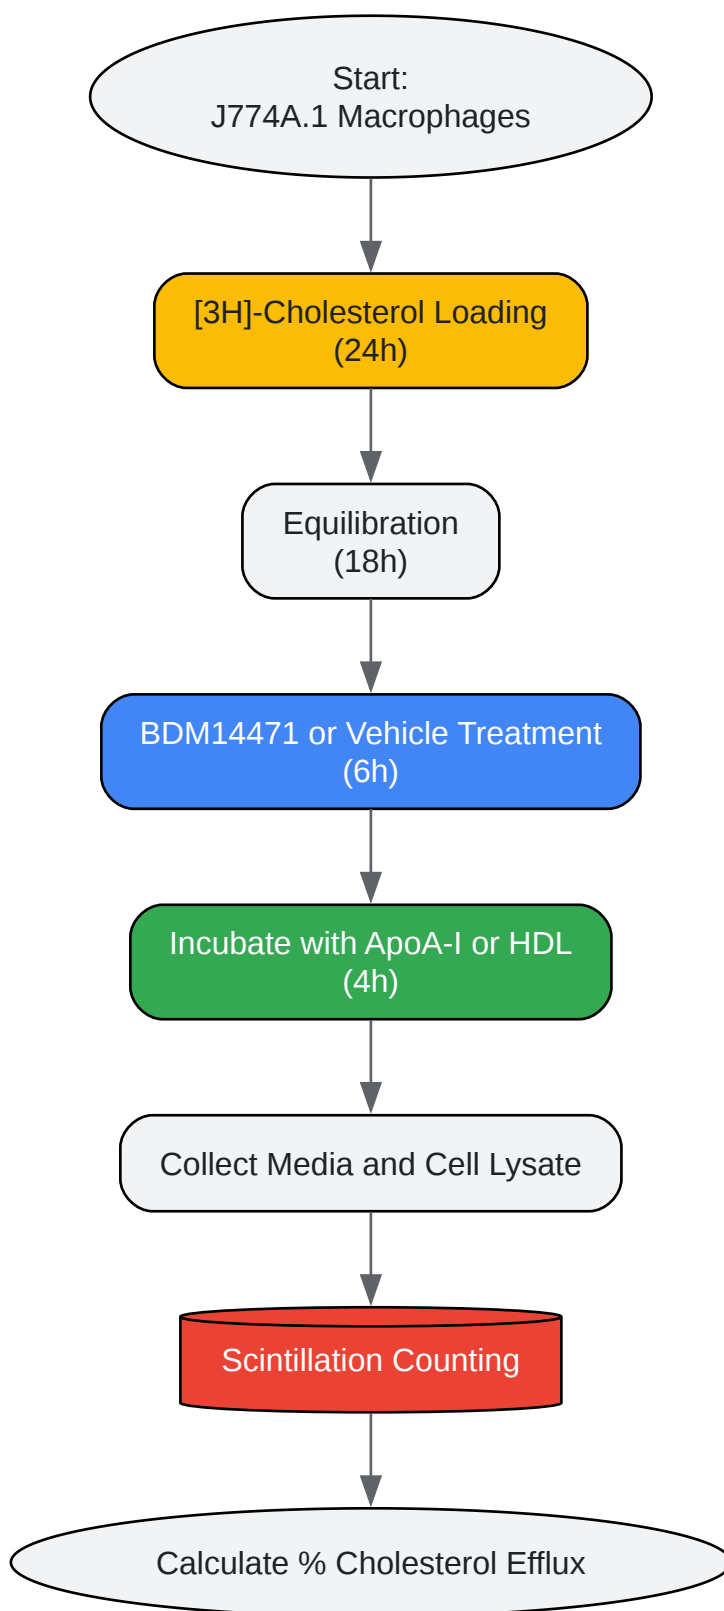 Start:
J774A.1 Macrophages
[3H]-Cholesterol Loading
(24h)
Equilibration
(18h)
BDM14471 or Vehicle Treatment
(6h)
Incubate with ApoA-I or HDL
(4h)
Collect Media and Cell Lysate
Scintillation Counting
Calculate % Cholesterol Efflux